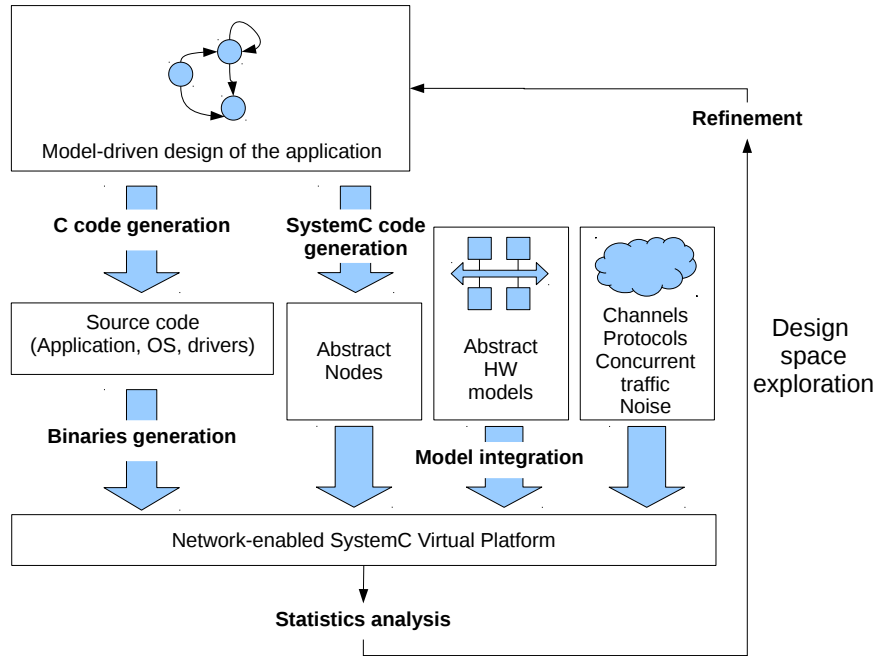 Model-driven design of the application
Refinement
C code generation
SystemC code
generation
Source code
(Application, OS, drivers)
Abstract
Nodes
Abstract
HW
models
Channels
Protocols
Concurrent
traffic
Noise
Design
space
exploration
Binaries generation
Model integration
Network-enabled SystemC Virtual Platform
Statistics analysis